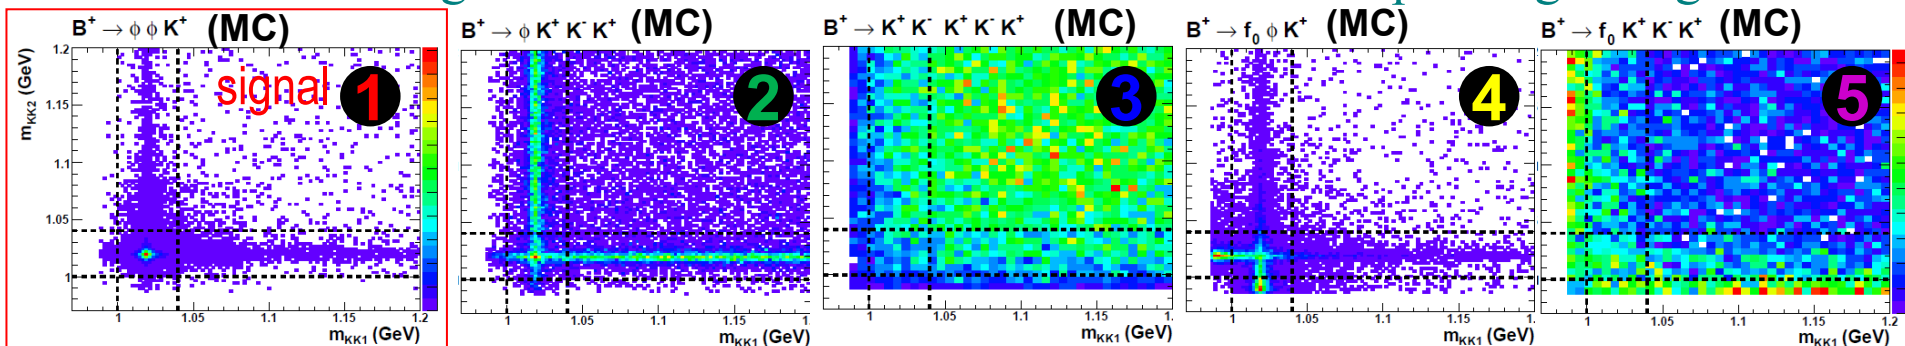 B+ → φ φ K+ (MC)
signal 1
m_KK2 (GeV)
1.2
1.15
1.1
1.05
1
1 1.05 1.1 1.15 1.2
m_KK1 (GeV)
B+ → φ K+ K- K+ (MC)
2
1 1.05 1.1 1.15
m_KK1 (GeV)
B+ → K+ K- K+ K- K+ (MC)
3
1 1.05 1.1 1.15 1.
m_KK1 (GeV)
B+ → f0 φ K+ (MC)
4
1 1.05 1.1 1.15 1.
m_KK1 (GeV)
B+ → f0 K+ K- K+ (MC)
5
1 1.05 1.1 1.15 1.2
m_KK1 (GeV)